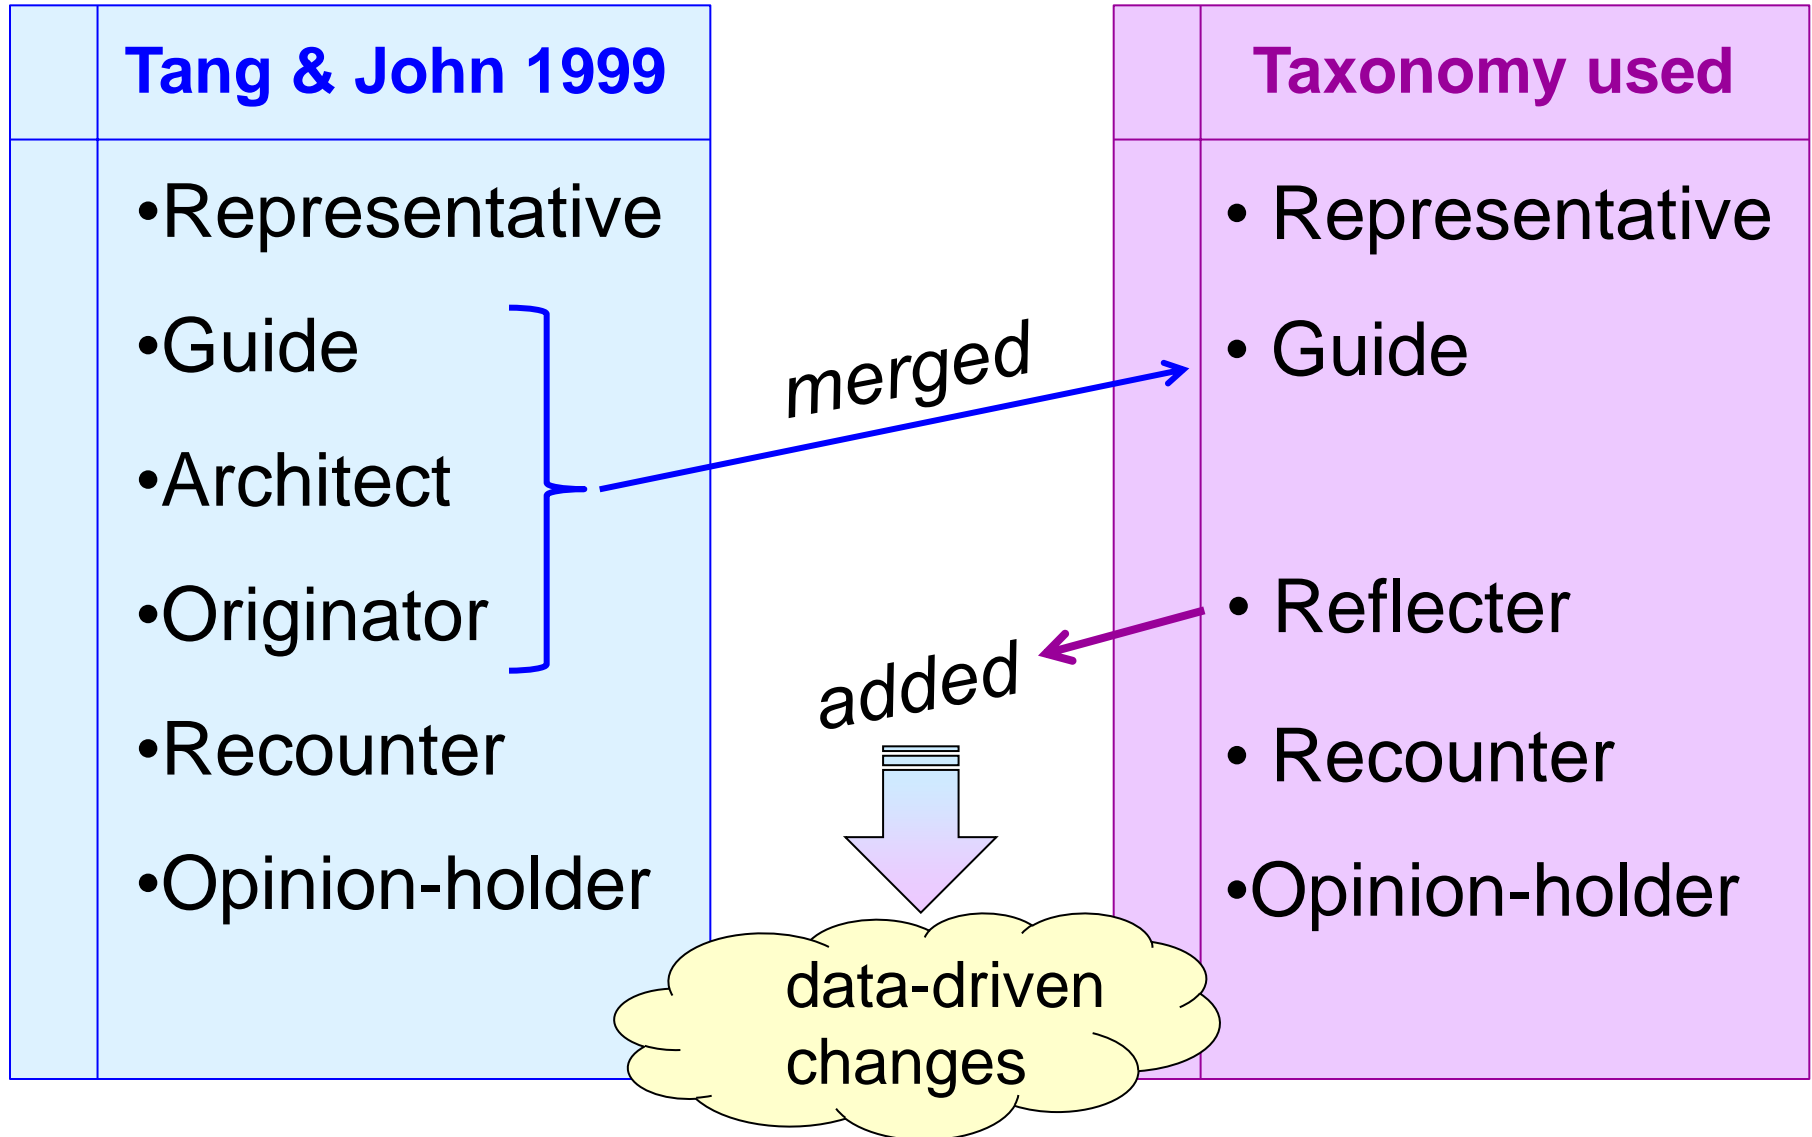 Tang & John 1999
•Representative
•Guide
•Architect
•Originator
•Recounter
•Opinion-holder
merged
added
data-driven
changes
Taxonomy used
• Representative
• Guide
• Reflecter
• Recounter
•Opinion-holder